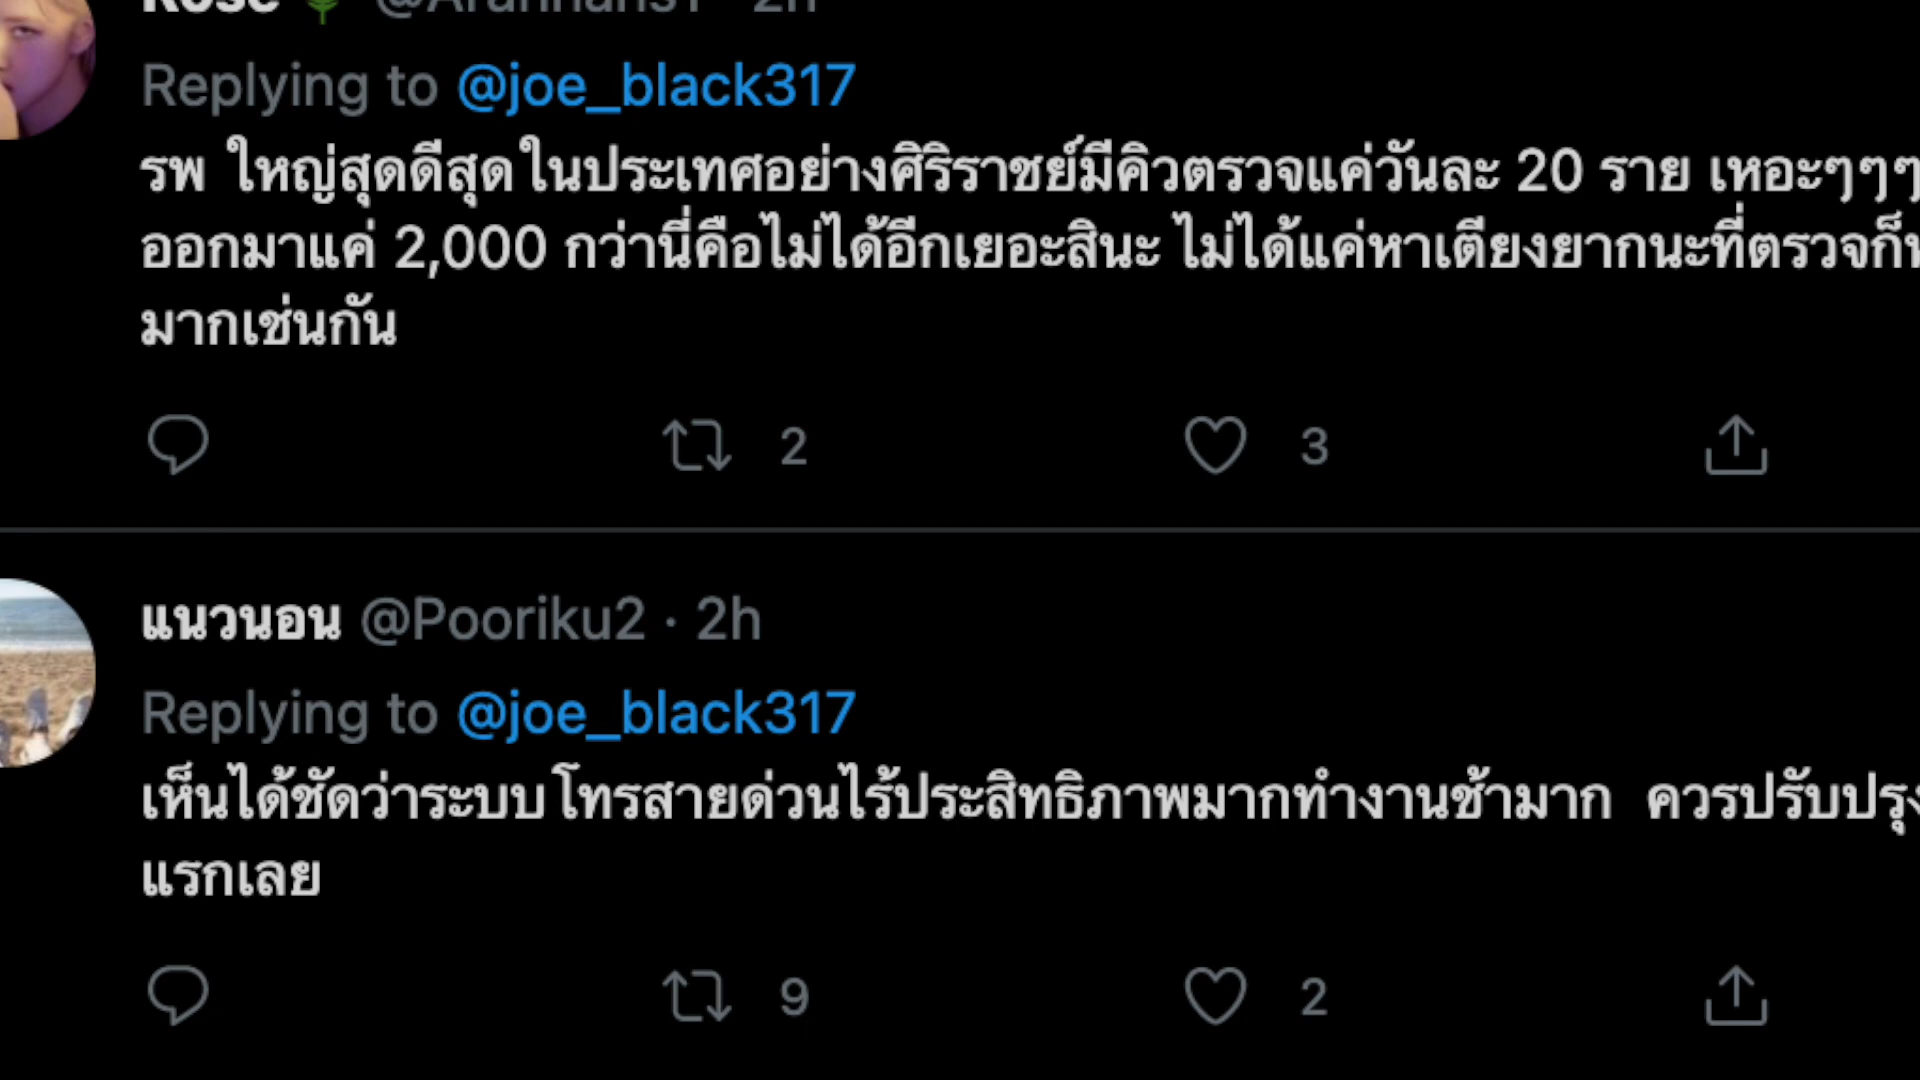 Replying to @joe_black317
รพ ใหญ่สุดดีสุดในประเทศอย่างศิริราชย์มีคิวตรวจแค่วันละ 20 ราย เหอะๆๆๆ
ออกมาแค่ 2,000 กว่านี่คือไม่ได้อีกเยอะสินะ ไม่ได้แค่หาเตียงยากนะที่ตรวจก็
มากเช่นกัน
2 3
แนวนอน @Pooriku2 · 2h
Replying to @joe_black317
เห็นได้ชัดว่าระบบโทรสายด่วนไร้ประสิทธิภาพมากทำงานช้ามาก ควรปรับปรุง
แรกเลย
9 2